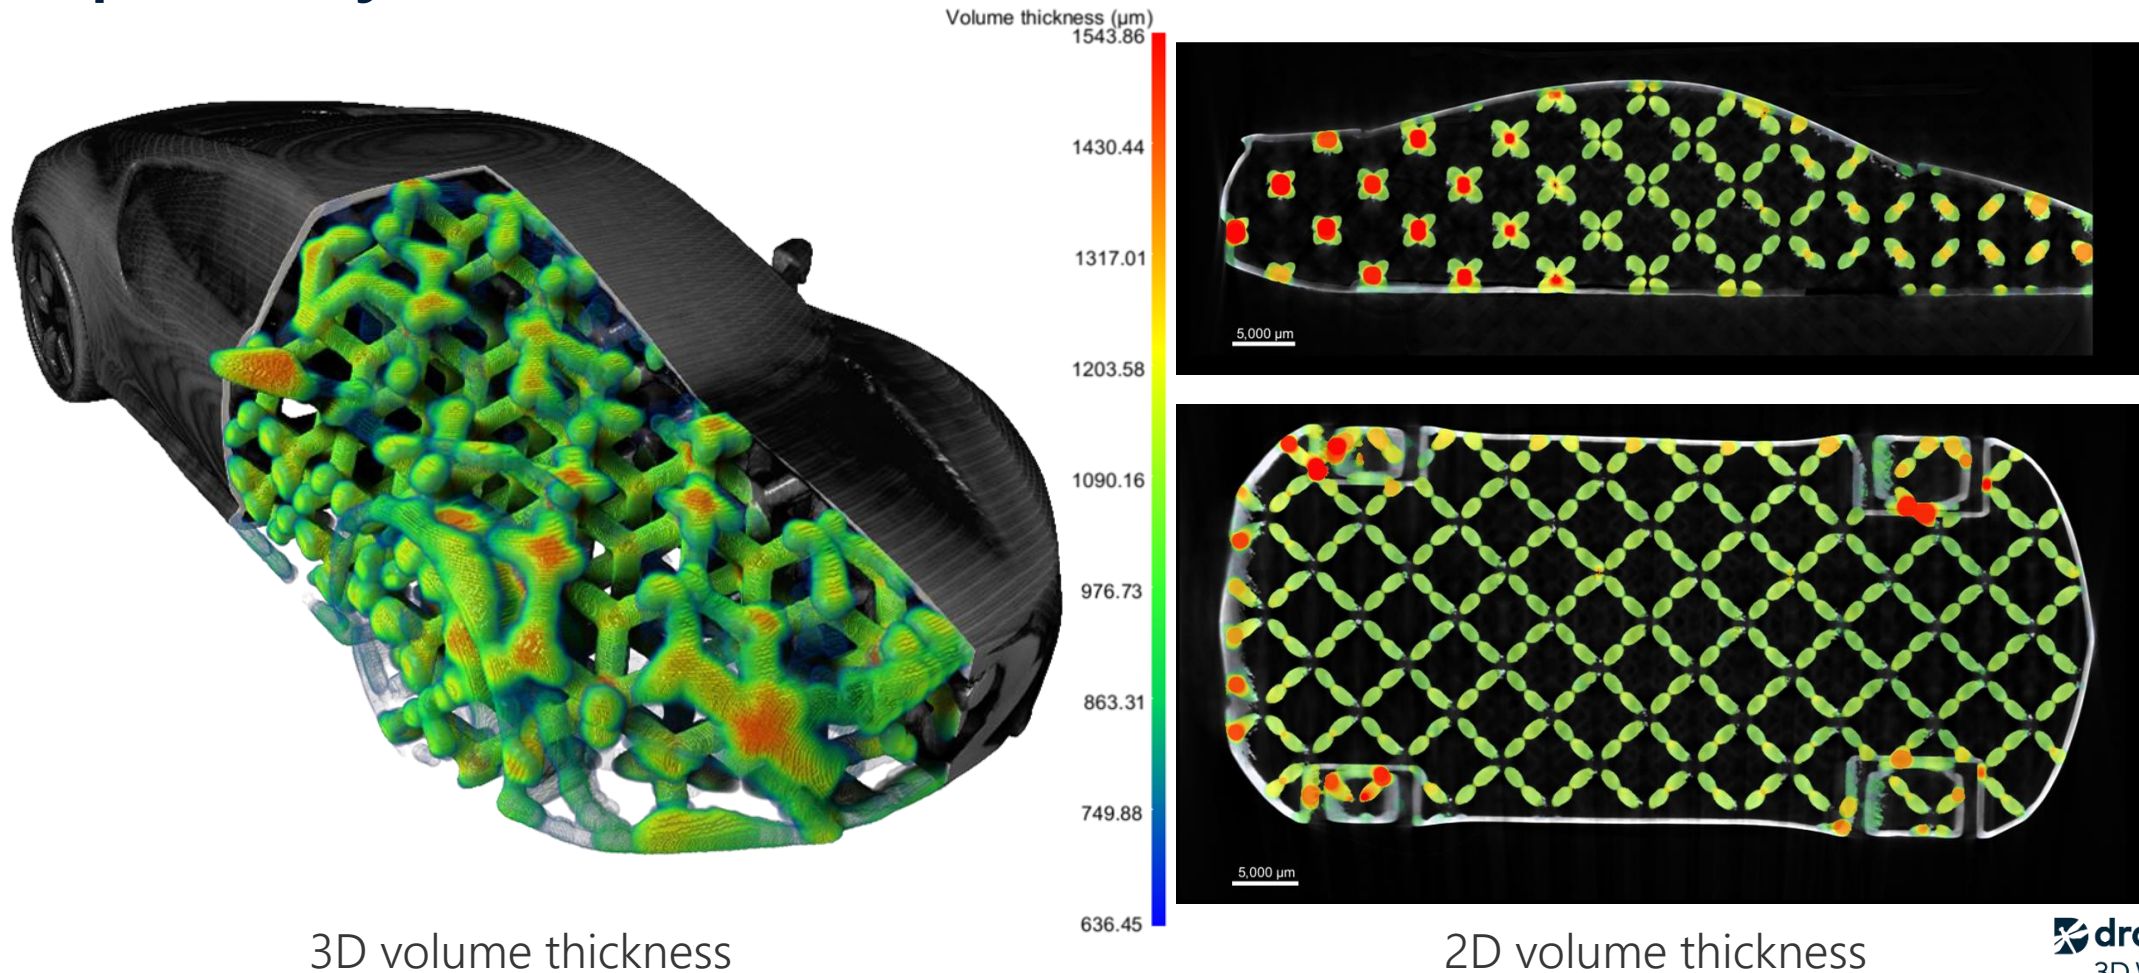 Volume thickness (µm)
1543.86
1430.44
1317.01
1203.58
1090.16
976.73
863.31
749.88
636.45
5,000 µm
5,000 µm
3D volume thickness
2D volume thickness